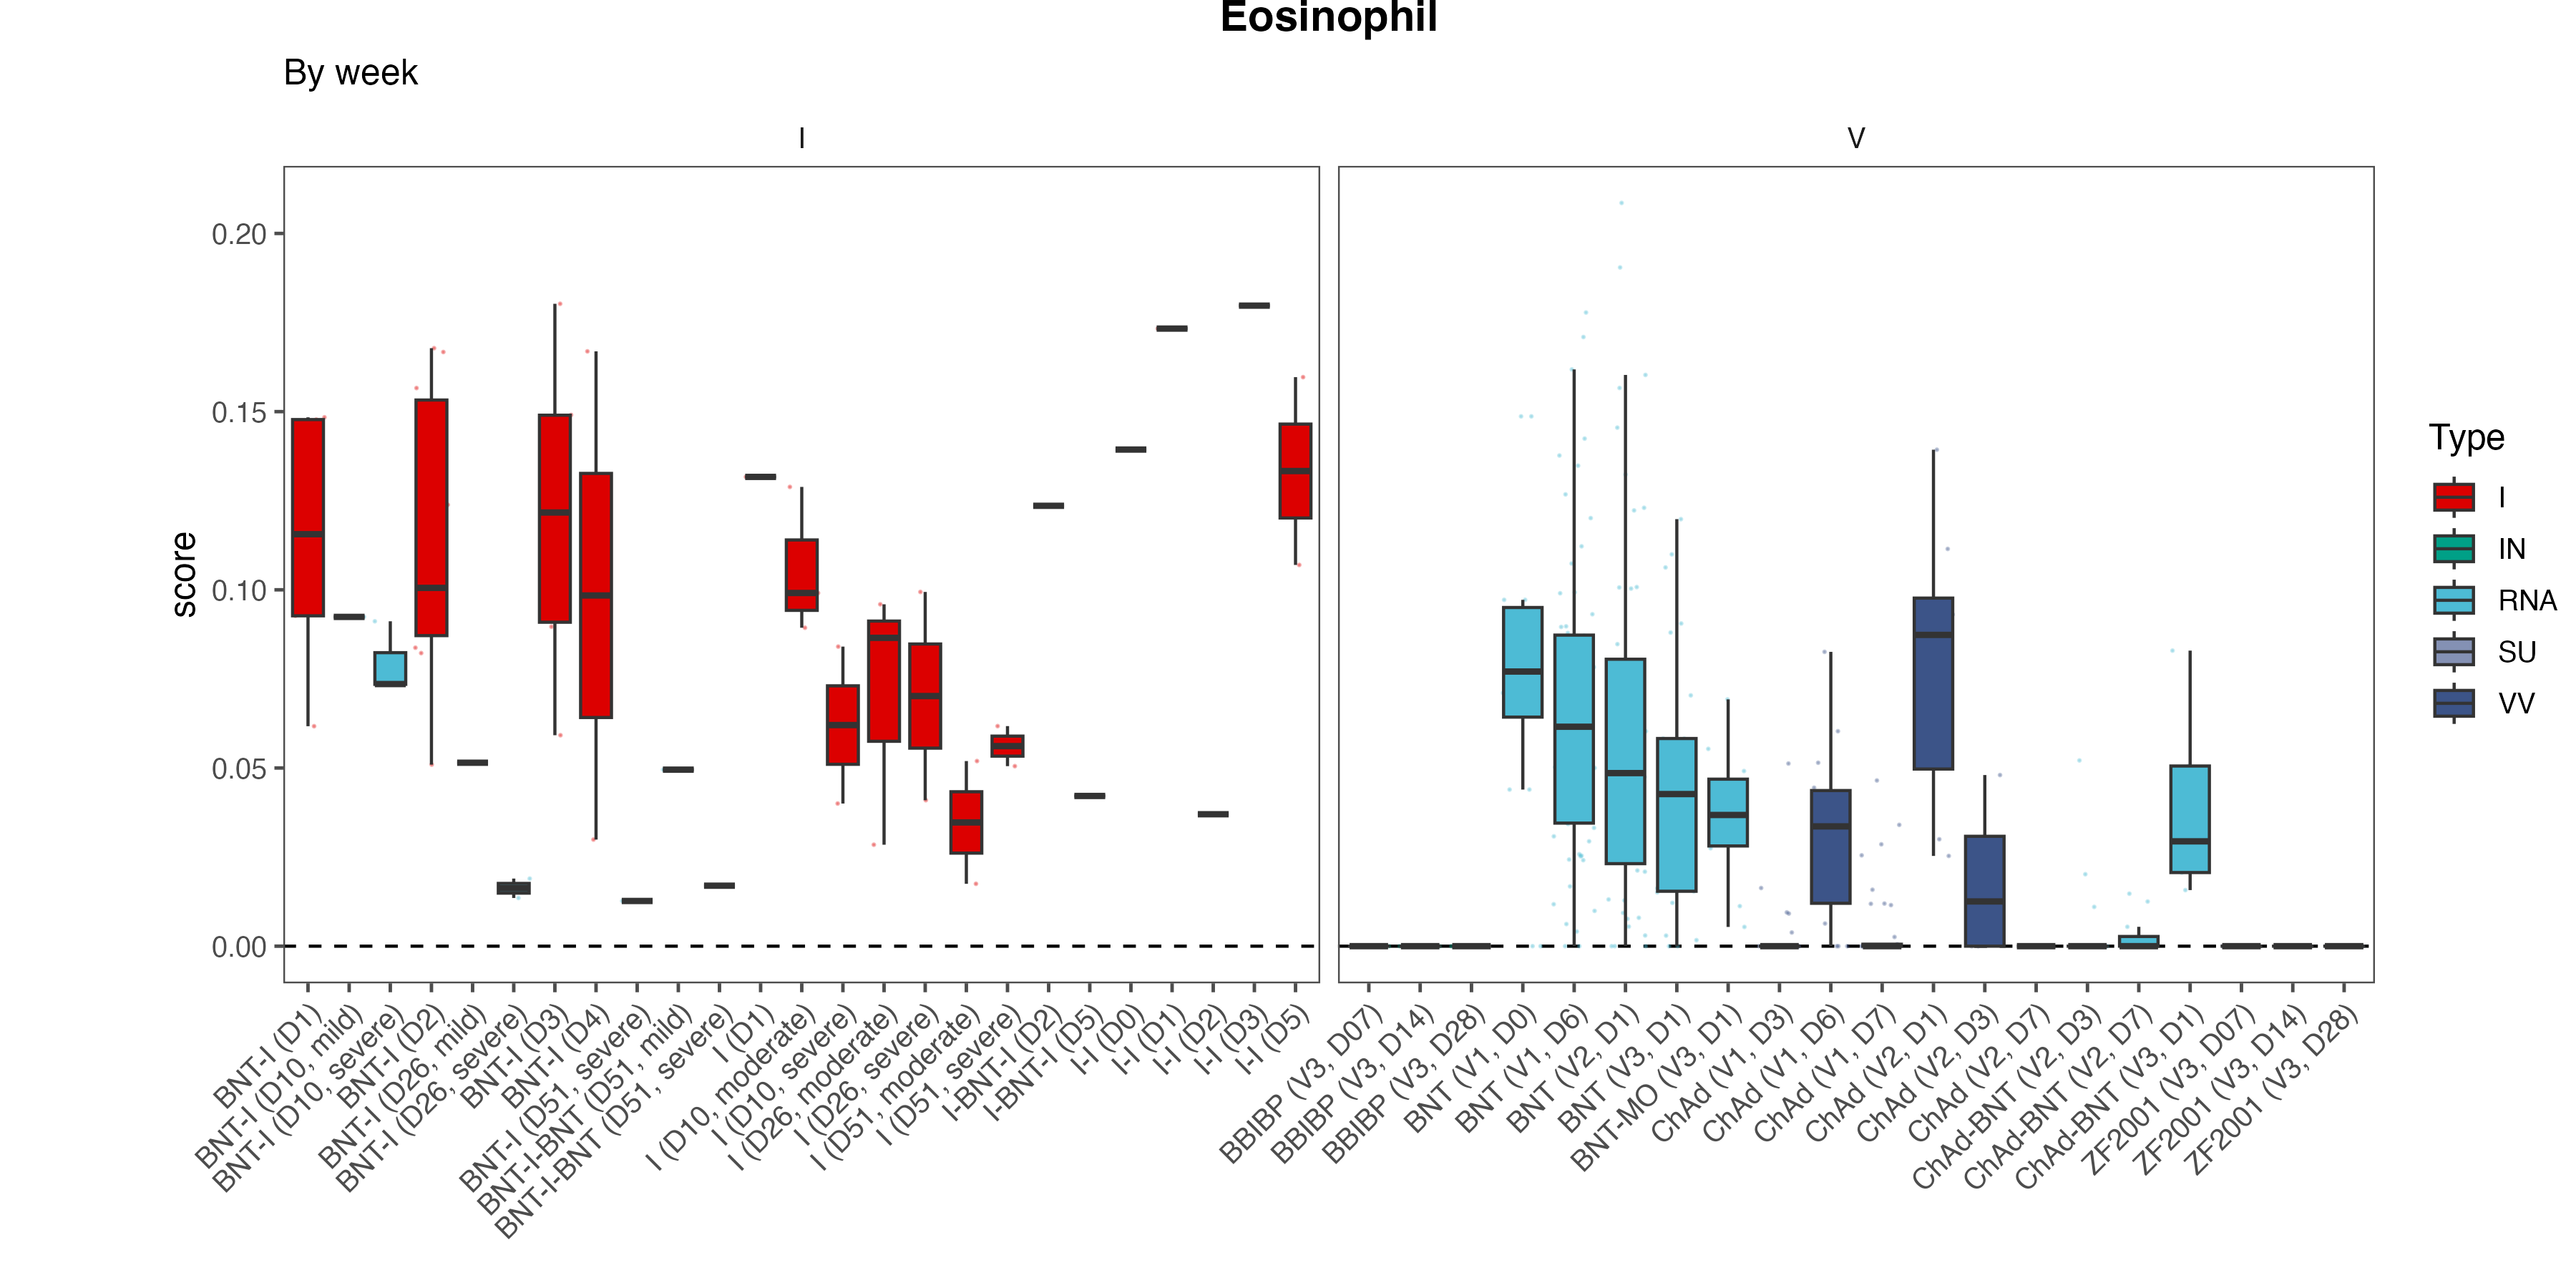 Eosinophil
By week
I
V
score
0.20
0.15
0.10
0.05
0.00
BNT-I (D1)
BNT-I (D10, mild)
BNT-I (D10, severe)
BNT-I (D2)
BNT-I (D26, mild)
BNT-I (D26, severe)
BNT-I (D3)
BNT-I (D4)
BNT-I (D51, severe)
BNT-I-BNT (D51, mild)
BNT-I-BNT (D51, severe)
I (D1)
I (D10, moderate)
I (D10, severe)
I (D26, moderate)
I (D26, severe)
I (D51, moderate)
I (D51, severe)
I-BNT-I (D2)
I-BNT-I (D5)
I-I (D0)
I-I (D1)
I-I (D2)
I-I (D3)
I-I (D5)
BBIBP (V3, D07)
BBIBP (V3, D14)
BBIBP (V3, D28)
BNT (V1, D0)
BNT (V1, D6)
BNT (V2, D1)
BNT (V3, D1)
BNT-MO (V3, D1)
ChAd (V1, D3)
ChAd (V1, D6)
ChAd (V1, D7)
ChAd (V2, D1)
ChAd (V2, D3)
ChAd (V2, D7)
ChAd-BNT (V2, D3)
ChAd-BNT (V2, D7)
ChAd-BNT (V3, D1)
ZF2001 (V3, D07)
ZF2001 (V3, D14)
ZF2001 (V3, D28)
Type
I
IN
RNA
SU
VV